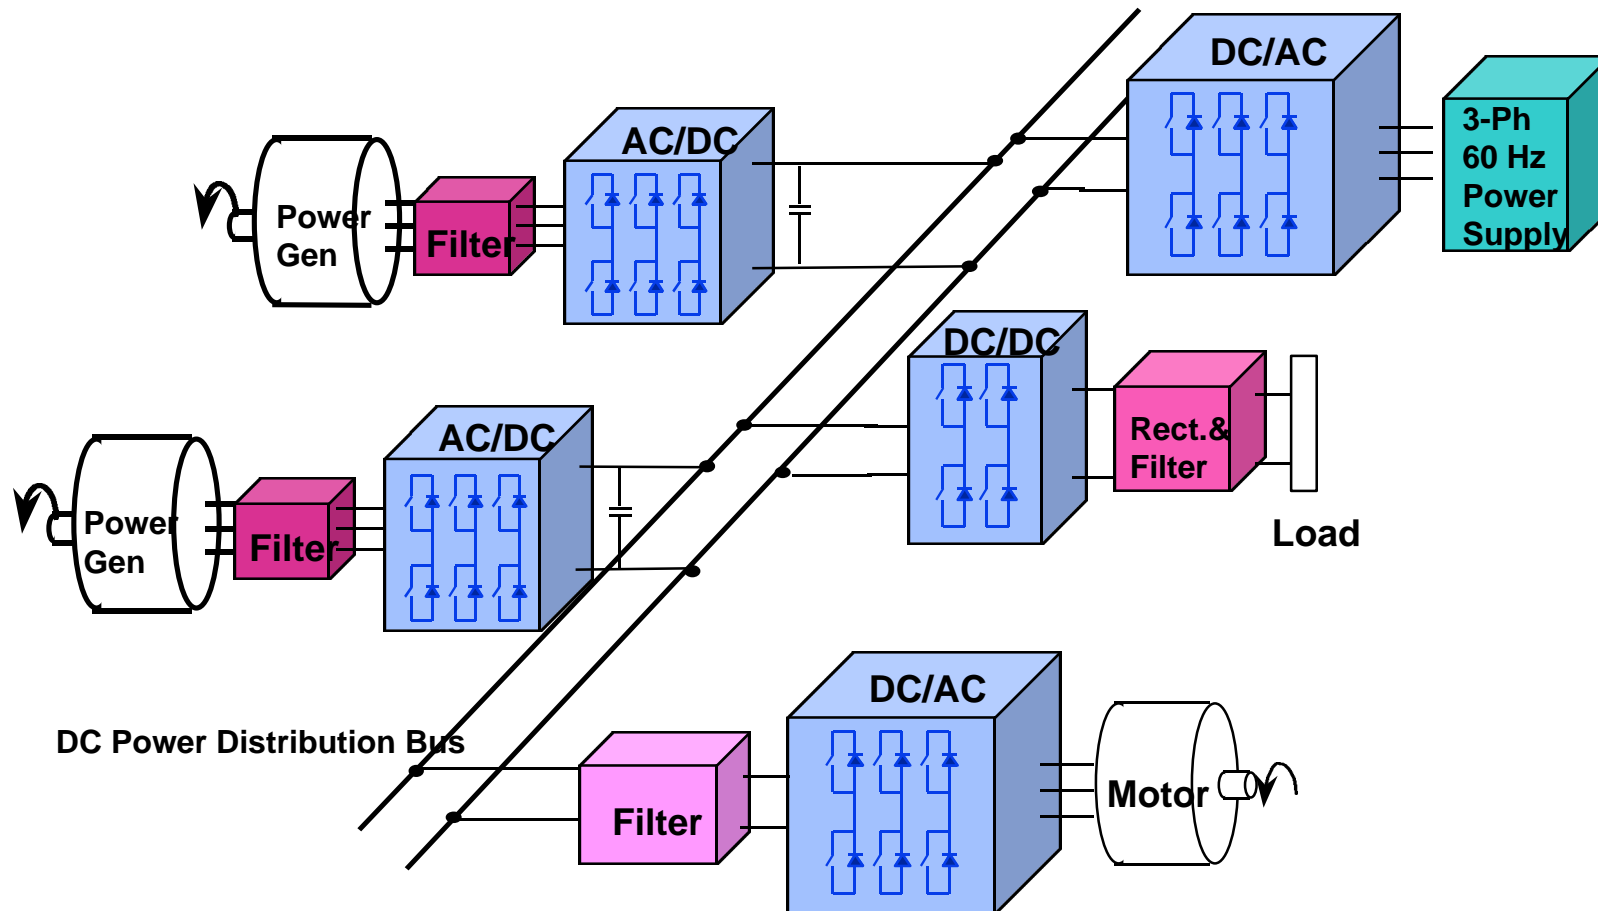 DC/AC
3-Ph
60 Hz
Power
Supply
AC/DC
Power
Gen
Filter
DC/DC
Rect.&
Filter
Load
AC/DC
Power
Gen
Filter
DC/AC
DC Power Distribution Bus
Filter
Motor